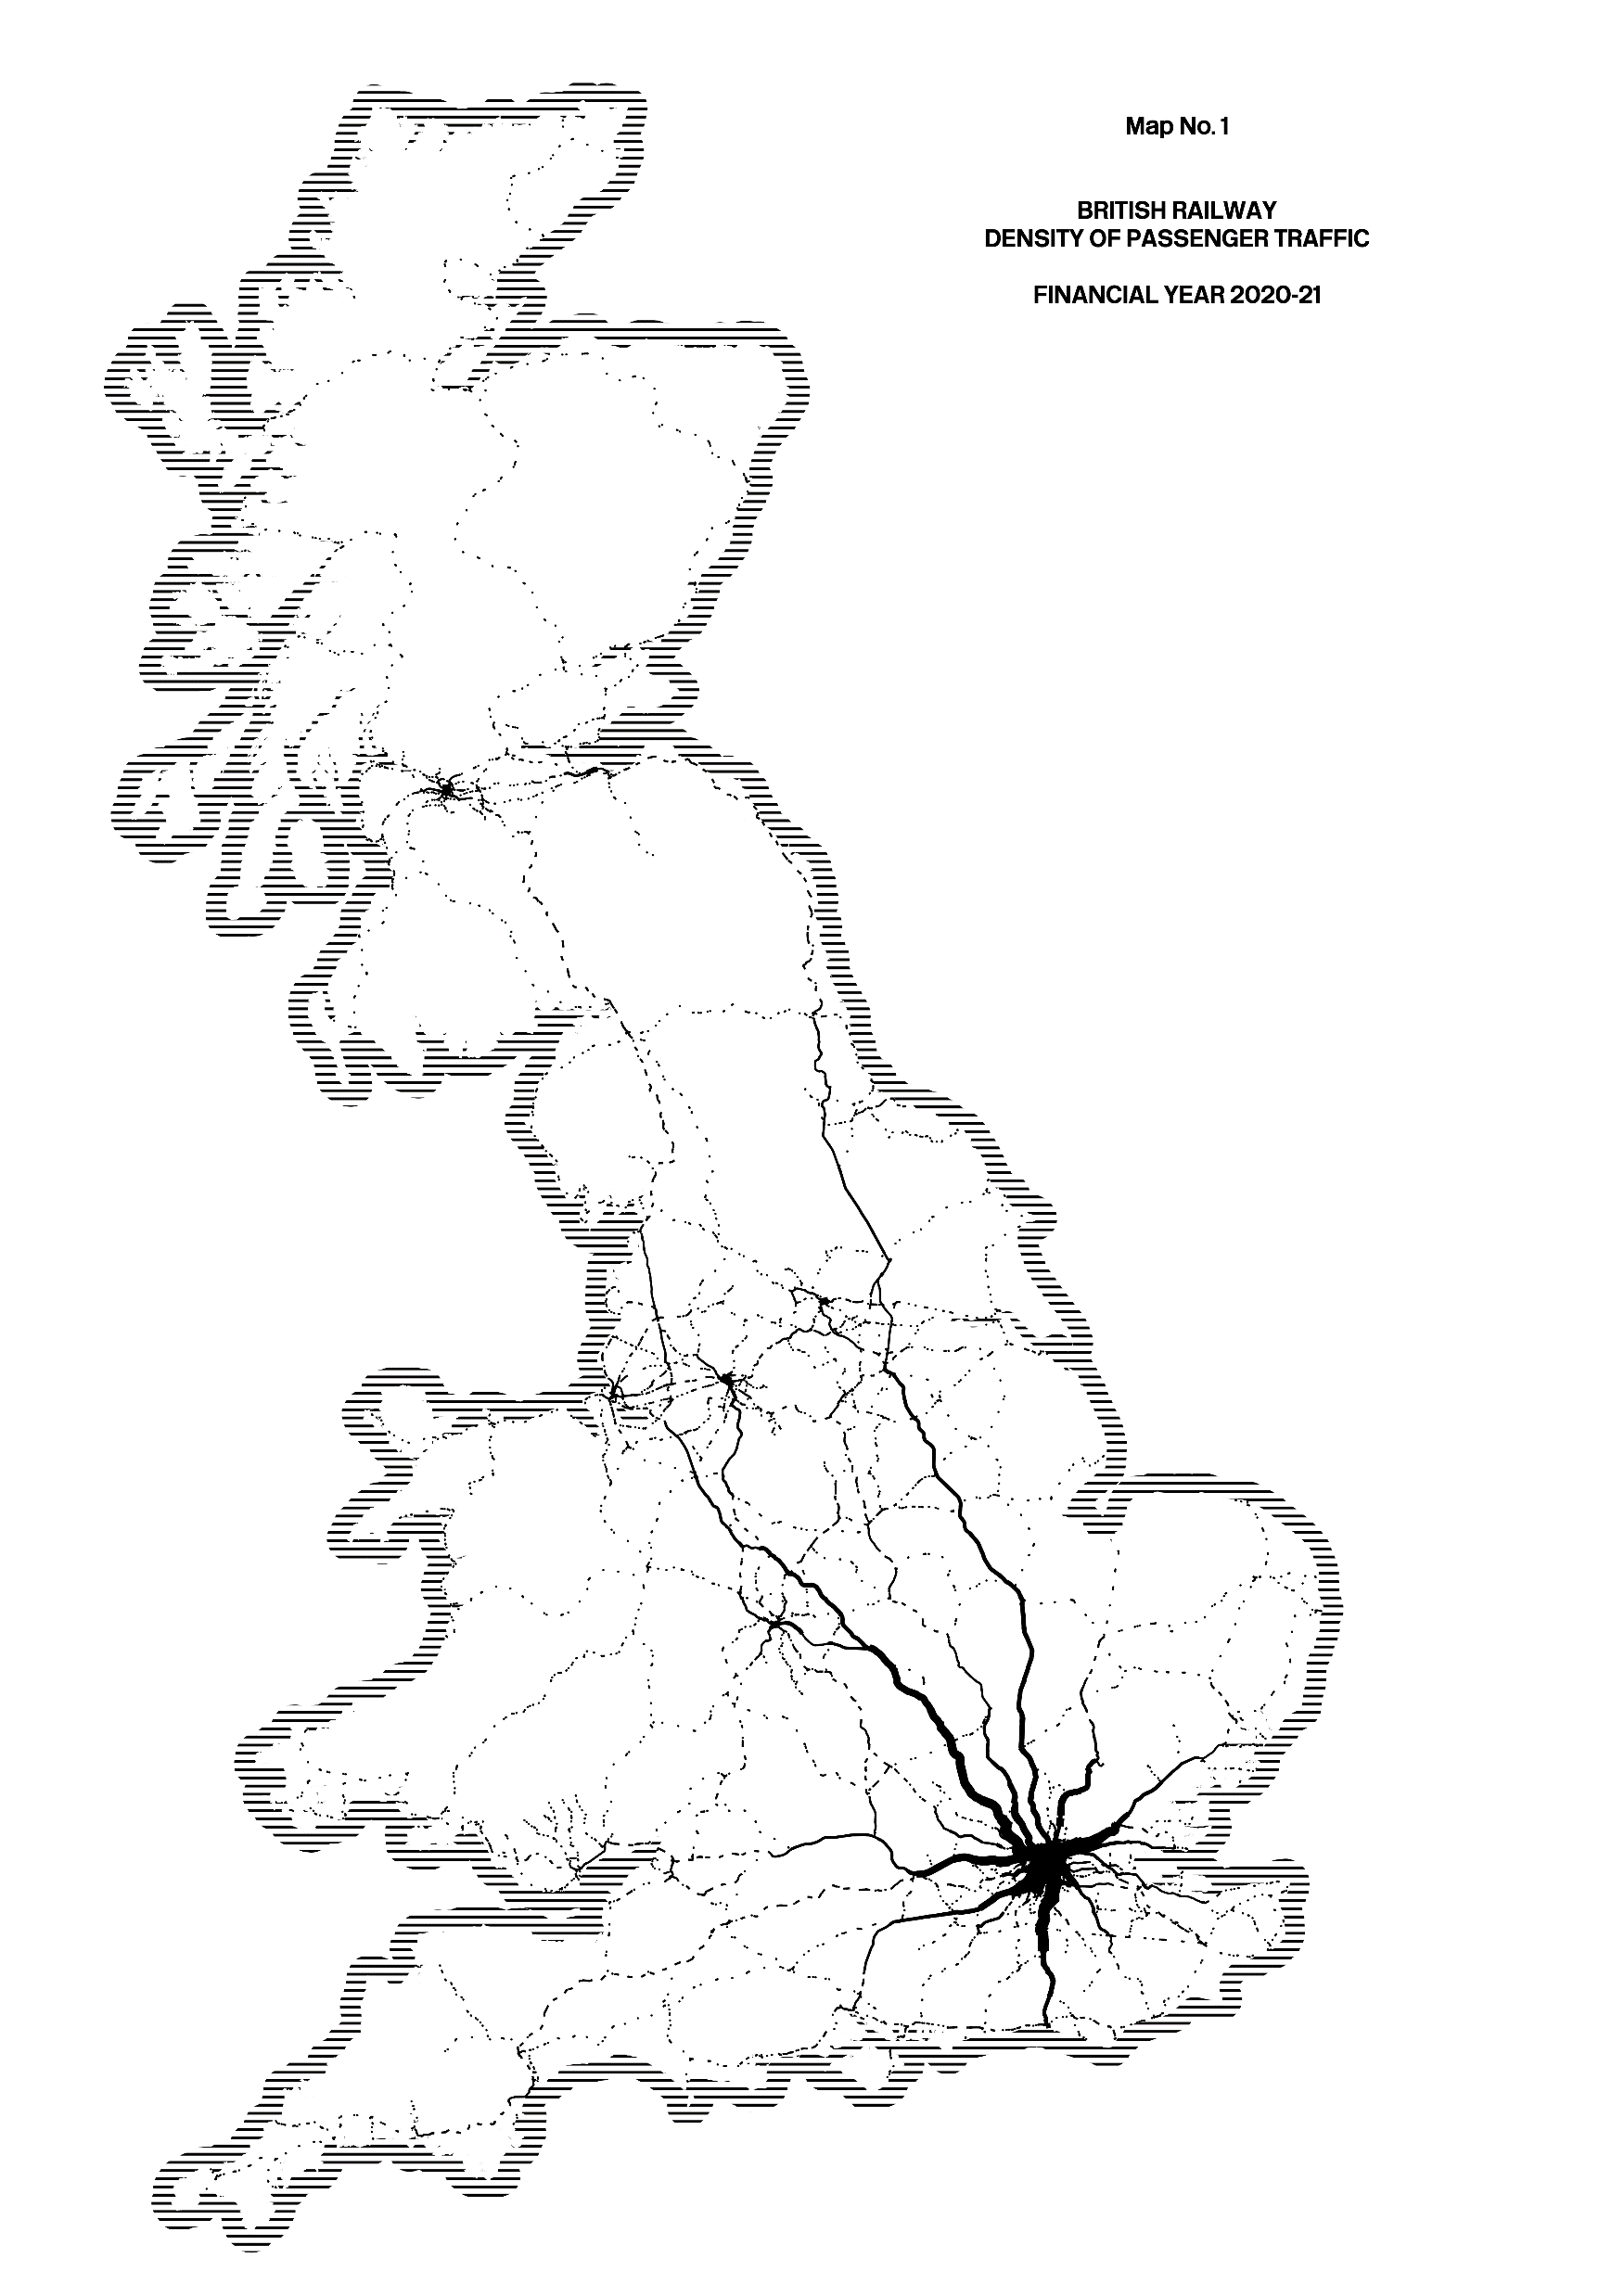 Map No. 1
BRITISH RAILWAY
DENSITY OF PASSENGER TRAFFIC
FINANCIAL YEAR 2020-21